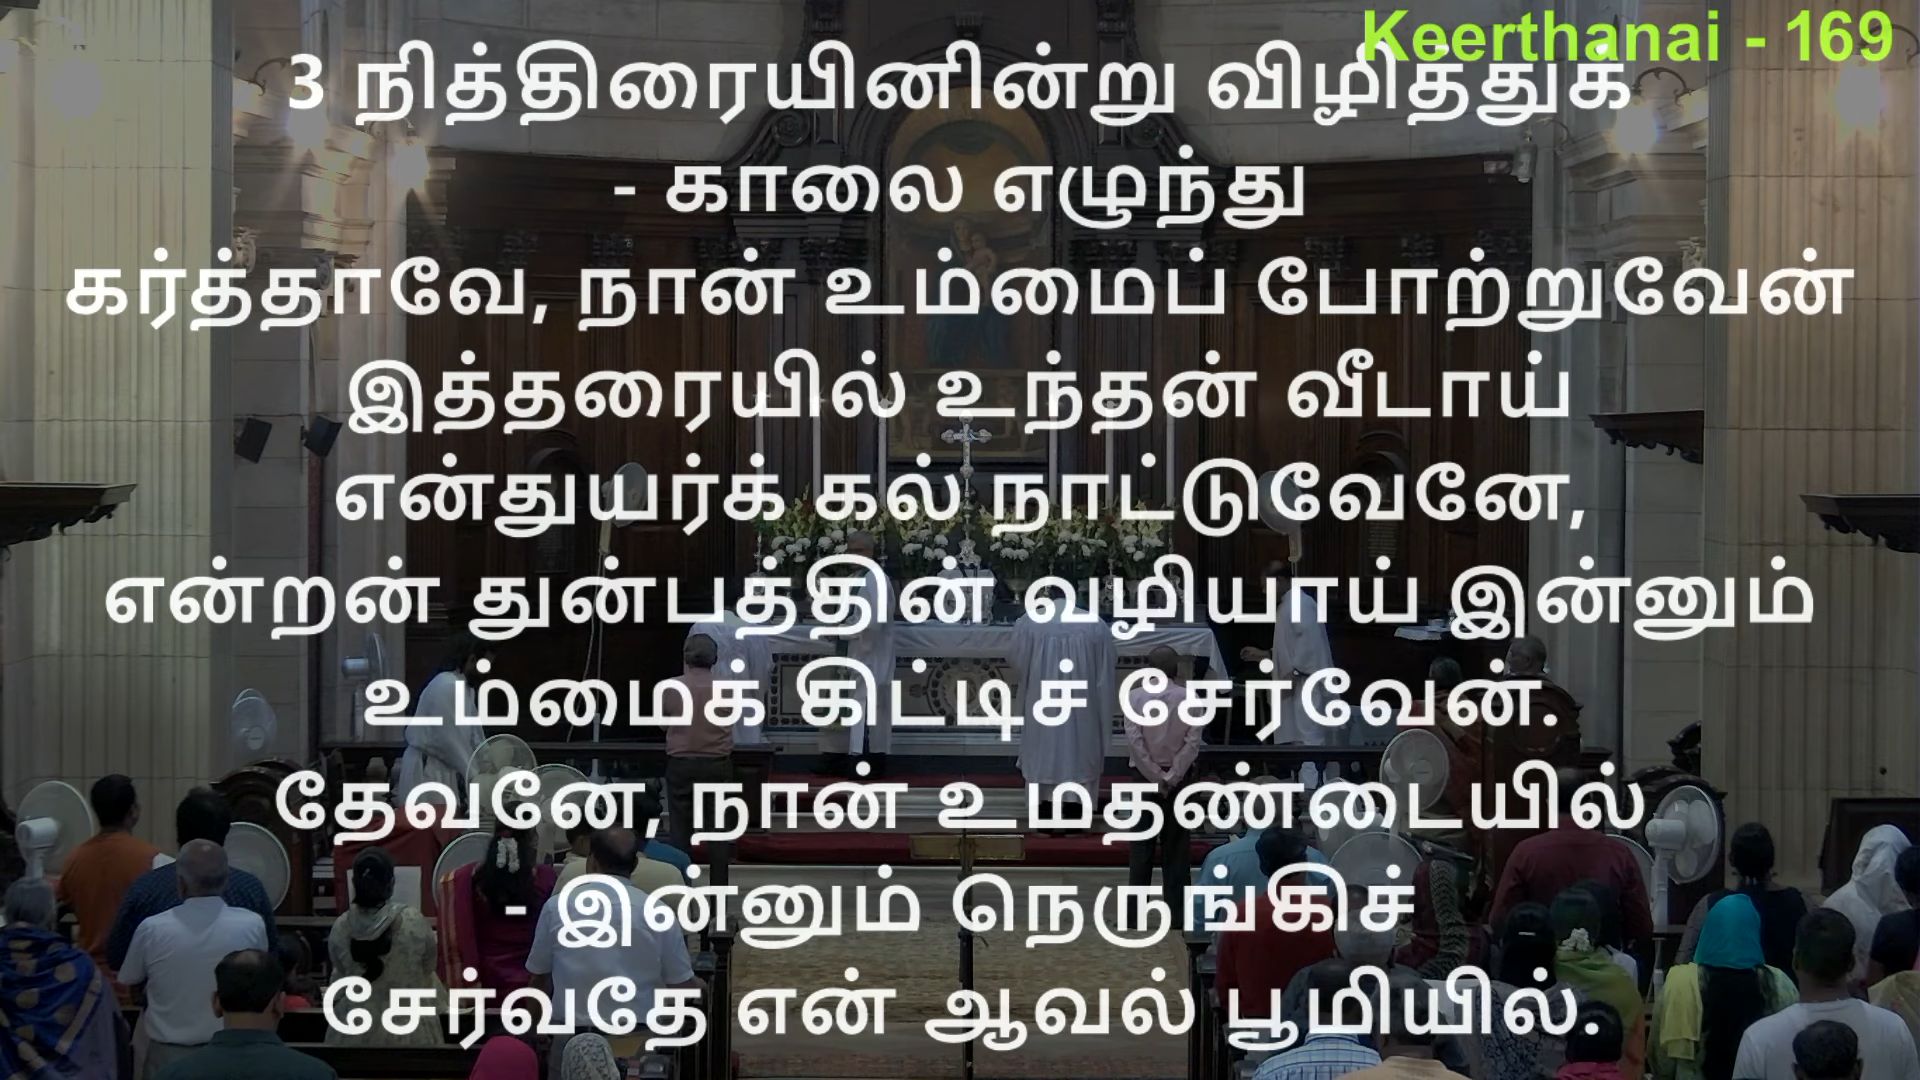 Keerthanai - 169
3 நித்திரையினின்று விழித்துக்
- காலை எழுந்து
கர்த்தாவே, நான் உம்மைப் போற்றுவேன்
இத்தரையில் உந்தன் வீடாய்
என்துயர்க் கல் நாட்டுவேனே,
என்றன் துன்பத்தின் வழியாய் இன்னும்
உம்மைக் கிட்டிச் சேர்வேன்.
தேவனே, நான் உமதண்டையில்
- இன்னும் நெருங்கிச்
சேர்வதே என் ஆவல் பூமியில்.